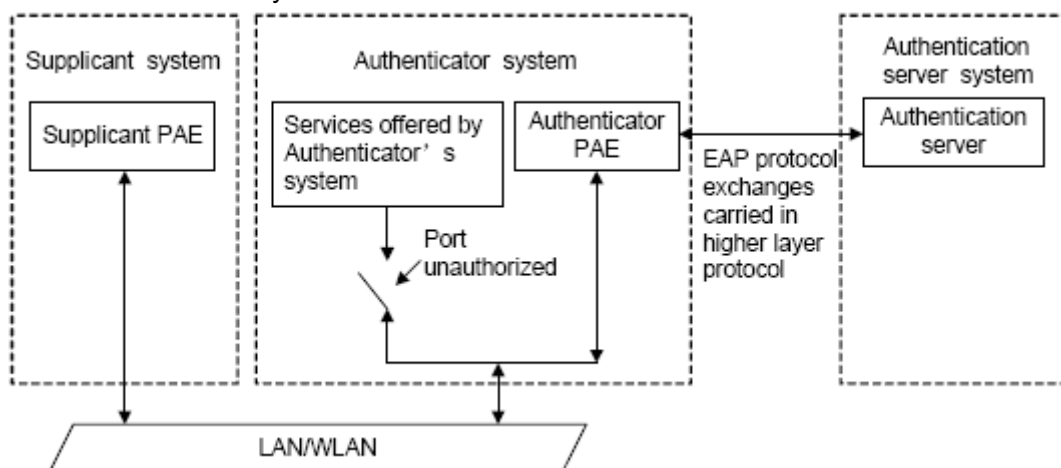 Supplicant system
Supplicant PAE
Authenticator system
Services offered by
Authenticator's
system
Authenticator
PAE
Port
unauthorized
EAP protocol
exchanges
carried in
higher layer
protocol
Authentication
server system
Authentication
server
LAN/WLAN